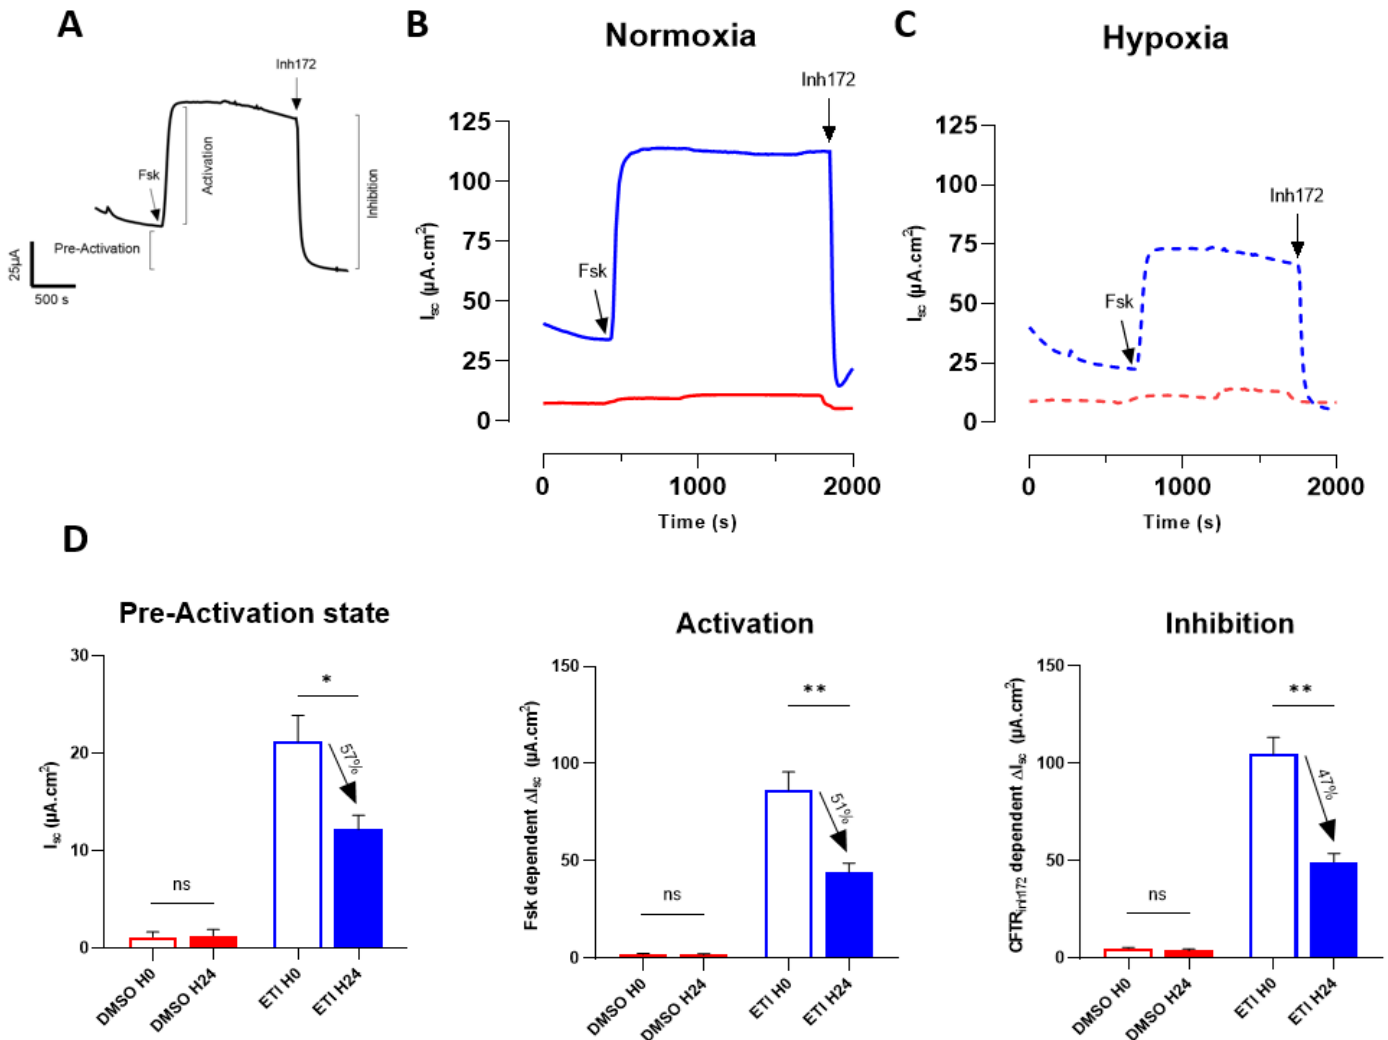 A
Inh172
Fsk
Activation
Inhibition
Pre-Activation
25µA
500 s
B
Normoxia
Inh172
Fsk
Isc (µA.cm2)
125
100
75
50
25
0
0
1000
2000
Time (s)
C
Hypoxia
Inh172
Fsk
Isc (µA.cm2)
125
100
75
50
25
0
0
1000
2000
Time (s)
D
Pre-Activation state
Isc (µA.cm2)
30
20
10
0
ns
*
57%
DMSO H0
DMSO H24
ETI H0
ETI H24
Activation
Fsk dependent ΔIsc (µA.cm2)
150
100
50
0
ns
**
51%
DMSO H0
DMSO H24
ETI H0
ETI H24
Inhibition
CFTRinh172 dependent ΔIsc (µA.cm2)
150
100
50
0
ns
**
47%
DMSO H0
DMSO H24
ETI H0
ETI H24